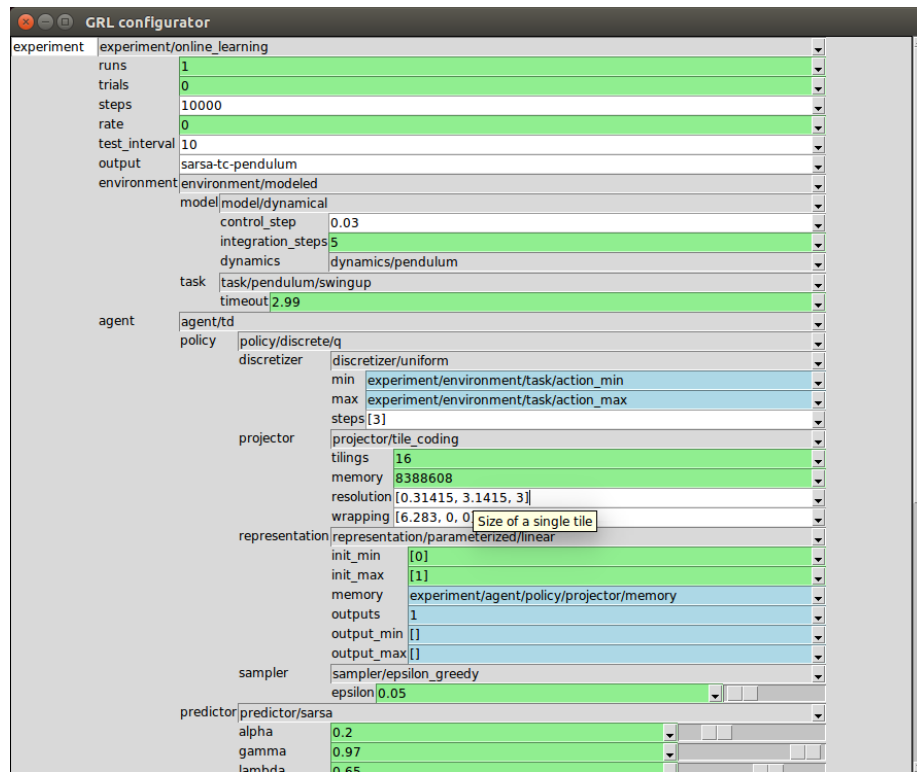 GRL configurator
experiment experiment/online_learning
runs 1
trials 0
steps 10000
rate 0
test_interval 10
output sarsa-tc-pendulum
environment environment/modeled
model model/dynamical
control_step 0.03
integration_steps 5
dynamics dynamics/pendulum
task task/pendulum/swingup
timeout 2.99
agent agent/td
policy policy/discrete/q
discretizer discretizer/uniform
min experiment/environment/task/action_min
max experiment/environment/task/action_max
steps [3]
projector projector/tile_coding
tilings 16
memory 8388608
resolution [0.31415, 3.1415, 3]
wrapping [6.283, 0, 0
Size of a single tile
representation representation/parameterized/linear
init_min [0]
init_max [1]
memory experiment/agent/policy/projector/memory
outputs 1
output_min []
output_max []
sampler sampler/epsilon_greedy
epsilon 0.05
predictor predictor/sarsa
alpha 0.2
gamma 0.97
lambda 0.65